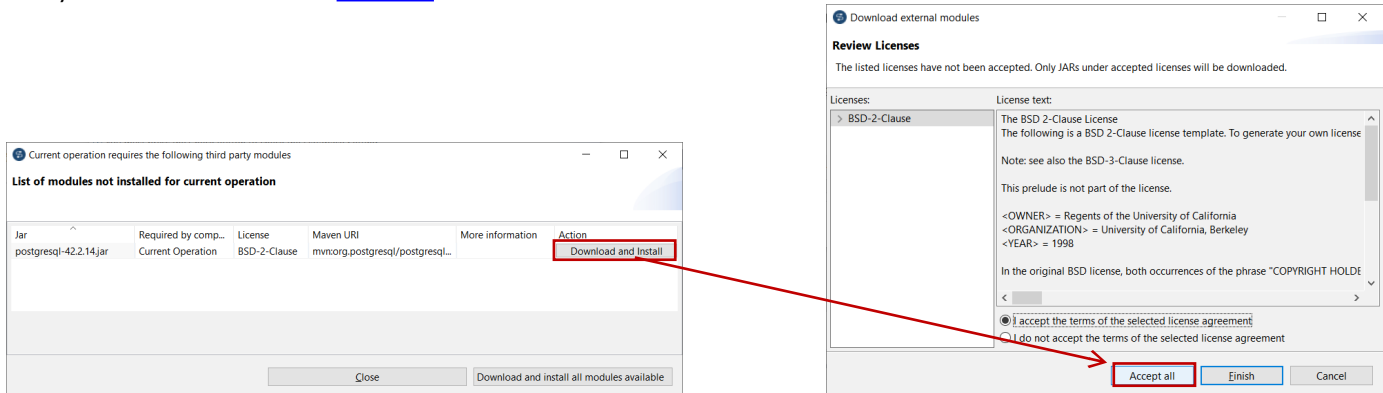 Current operation requires the following third party modules
List of modules not installed for current operation
Jar Required by comp... License Maven URI More information Action
postgresql-42.2.14.jar Current Operation BSD-2-Clause mvn:org.postgresql/postgresql... Download and Install
Close Download and install all modules available
Download external modules
Review Licenses
The listed licenses have not been accepted. Only JARs under accepted licenses will be downloaded.
Licenses: License text:
BSD-2-Clause
The BSD 2-Clause License
The following is a BSD 2-Clause license template. To generate your own license
Note: see also the BSD-3-Clause license.
This prelude is not part of the license.
<OWNER> = Regents of the University of California
<ORGANIZATION> = University of California, Berkeley
<YEAR> = 1998
In the original BSD license, both occurrences of the phrase "COPYRIGHT HOLDE
I accept the terms of the selected license agreement
I do not accept the terms of the selected license agreement
Accept all Finish Cancel